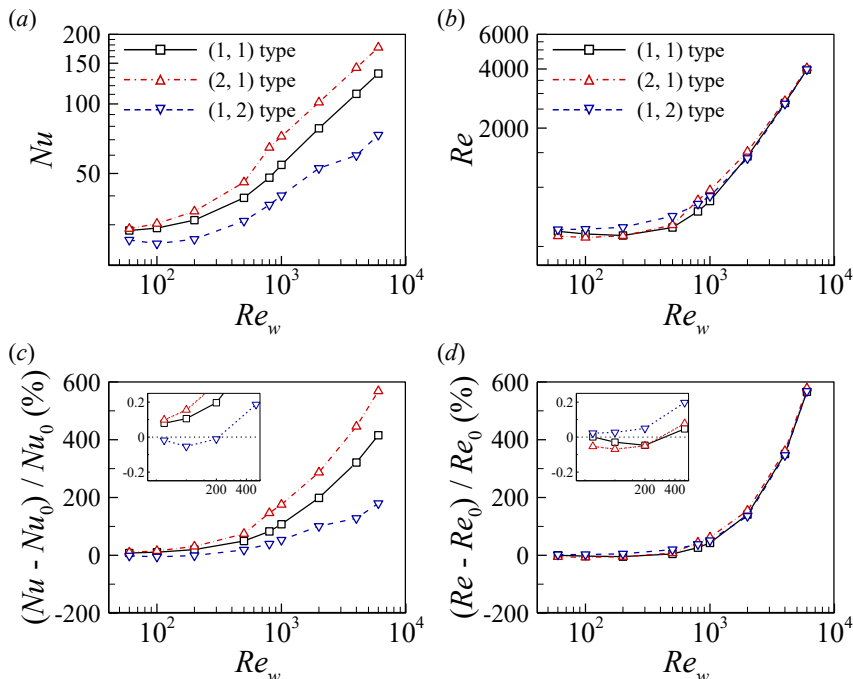 (a)
200
150
100
50
Nu
(1, 1) type
(2, 1) type
(1, 2) type
10^2
10^3
10^4
Re_w
(b)
6000
4000
2000
Re
(1, 1) type
(2, 1) type
(1, 2) type
10^2
10^3
10^4
Re_w
(c)
600
400
200
0
-200
(Nu - Nu_0) / Nu_0 (%)
0.2
0
-0.2
200
400
10^2
10^3
10^4
Re_w
(d)
600
400
200
0
-200
(Re - Re_0) / Re_0 (%)
0.2
0
-0.2
200
400
10^2
10^3
10^4
Re_w